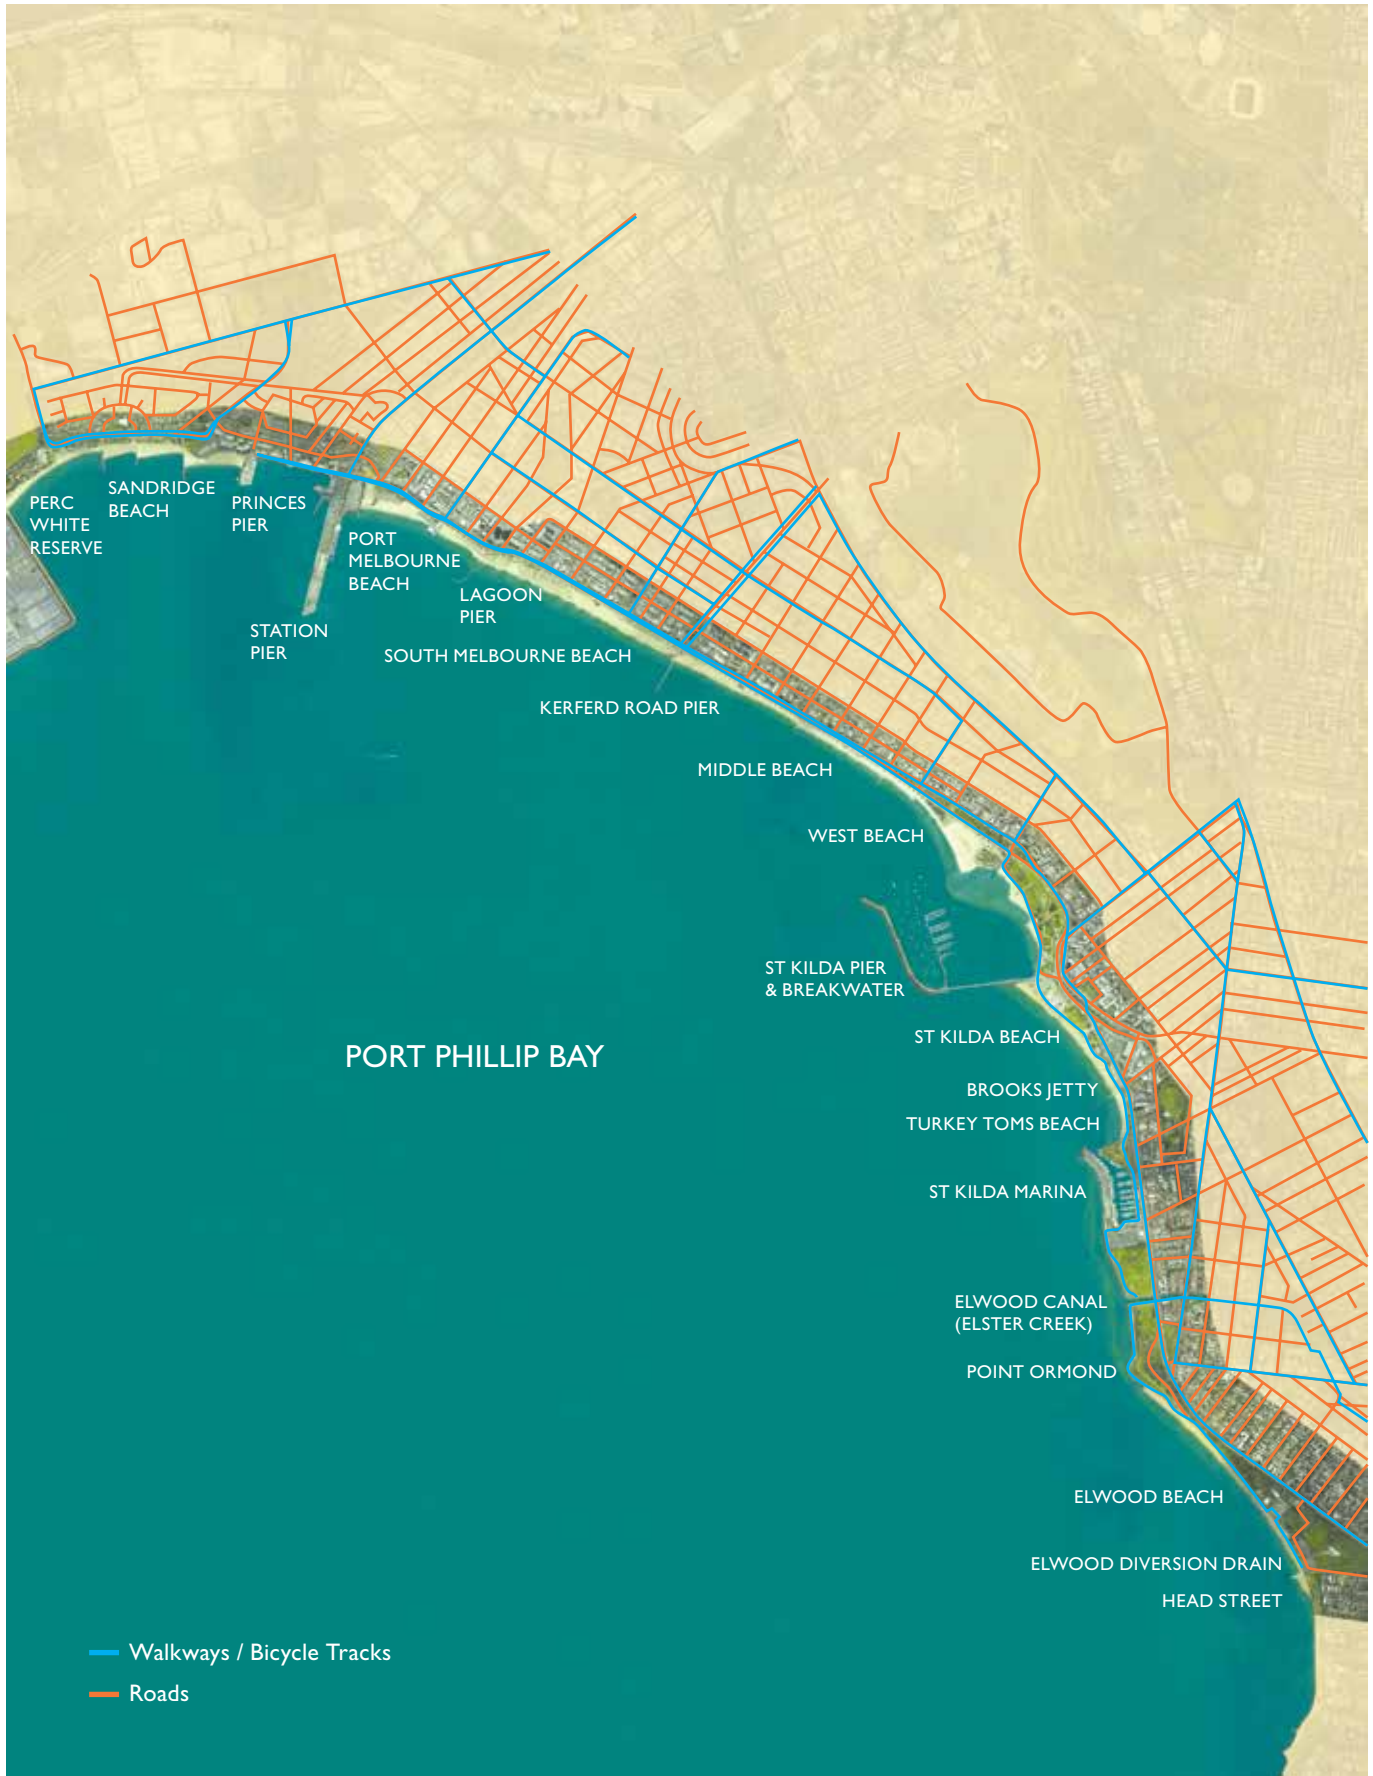 PERC
WHITE
RESERVE
SANDRIDGE
BEACH
PRINCES
PIER
STATION
PIER
PORT
MELBOURNE
BEACH
LAGOON
PIER
SOUTH MELBOURNE BEACH
KERFERD ROAD PIER
MIDDLE BEACH
WEST BEACH
ST KILDA PIER
& BREAKWATER
ST KILDA BEACH
PORT PHILLIP BAY
BROOKS JETTY
TURKEY TOMS BEACH
ST KILDA MARINA
ELWOOD CANAL
(ELSTER CREEK)
POINT ORMOND
ELWOOD BEACH
ELWOOD DIVERSION DRAIN
HEAD STREET
Walkways / Bicycle Tracks
Roads